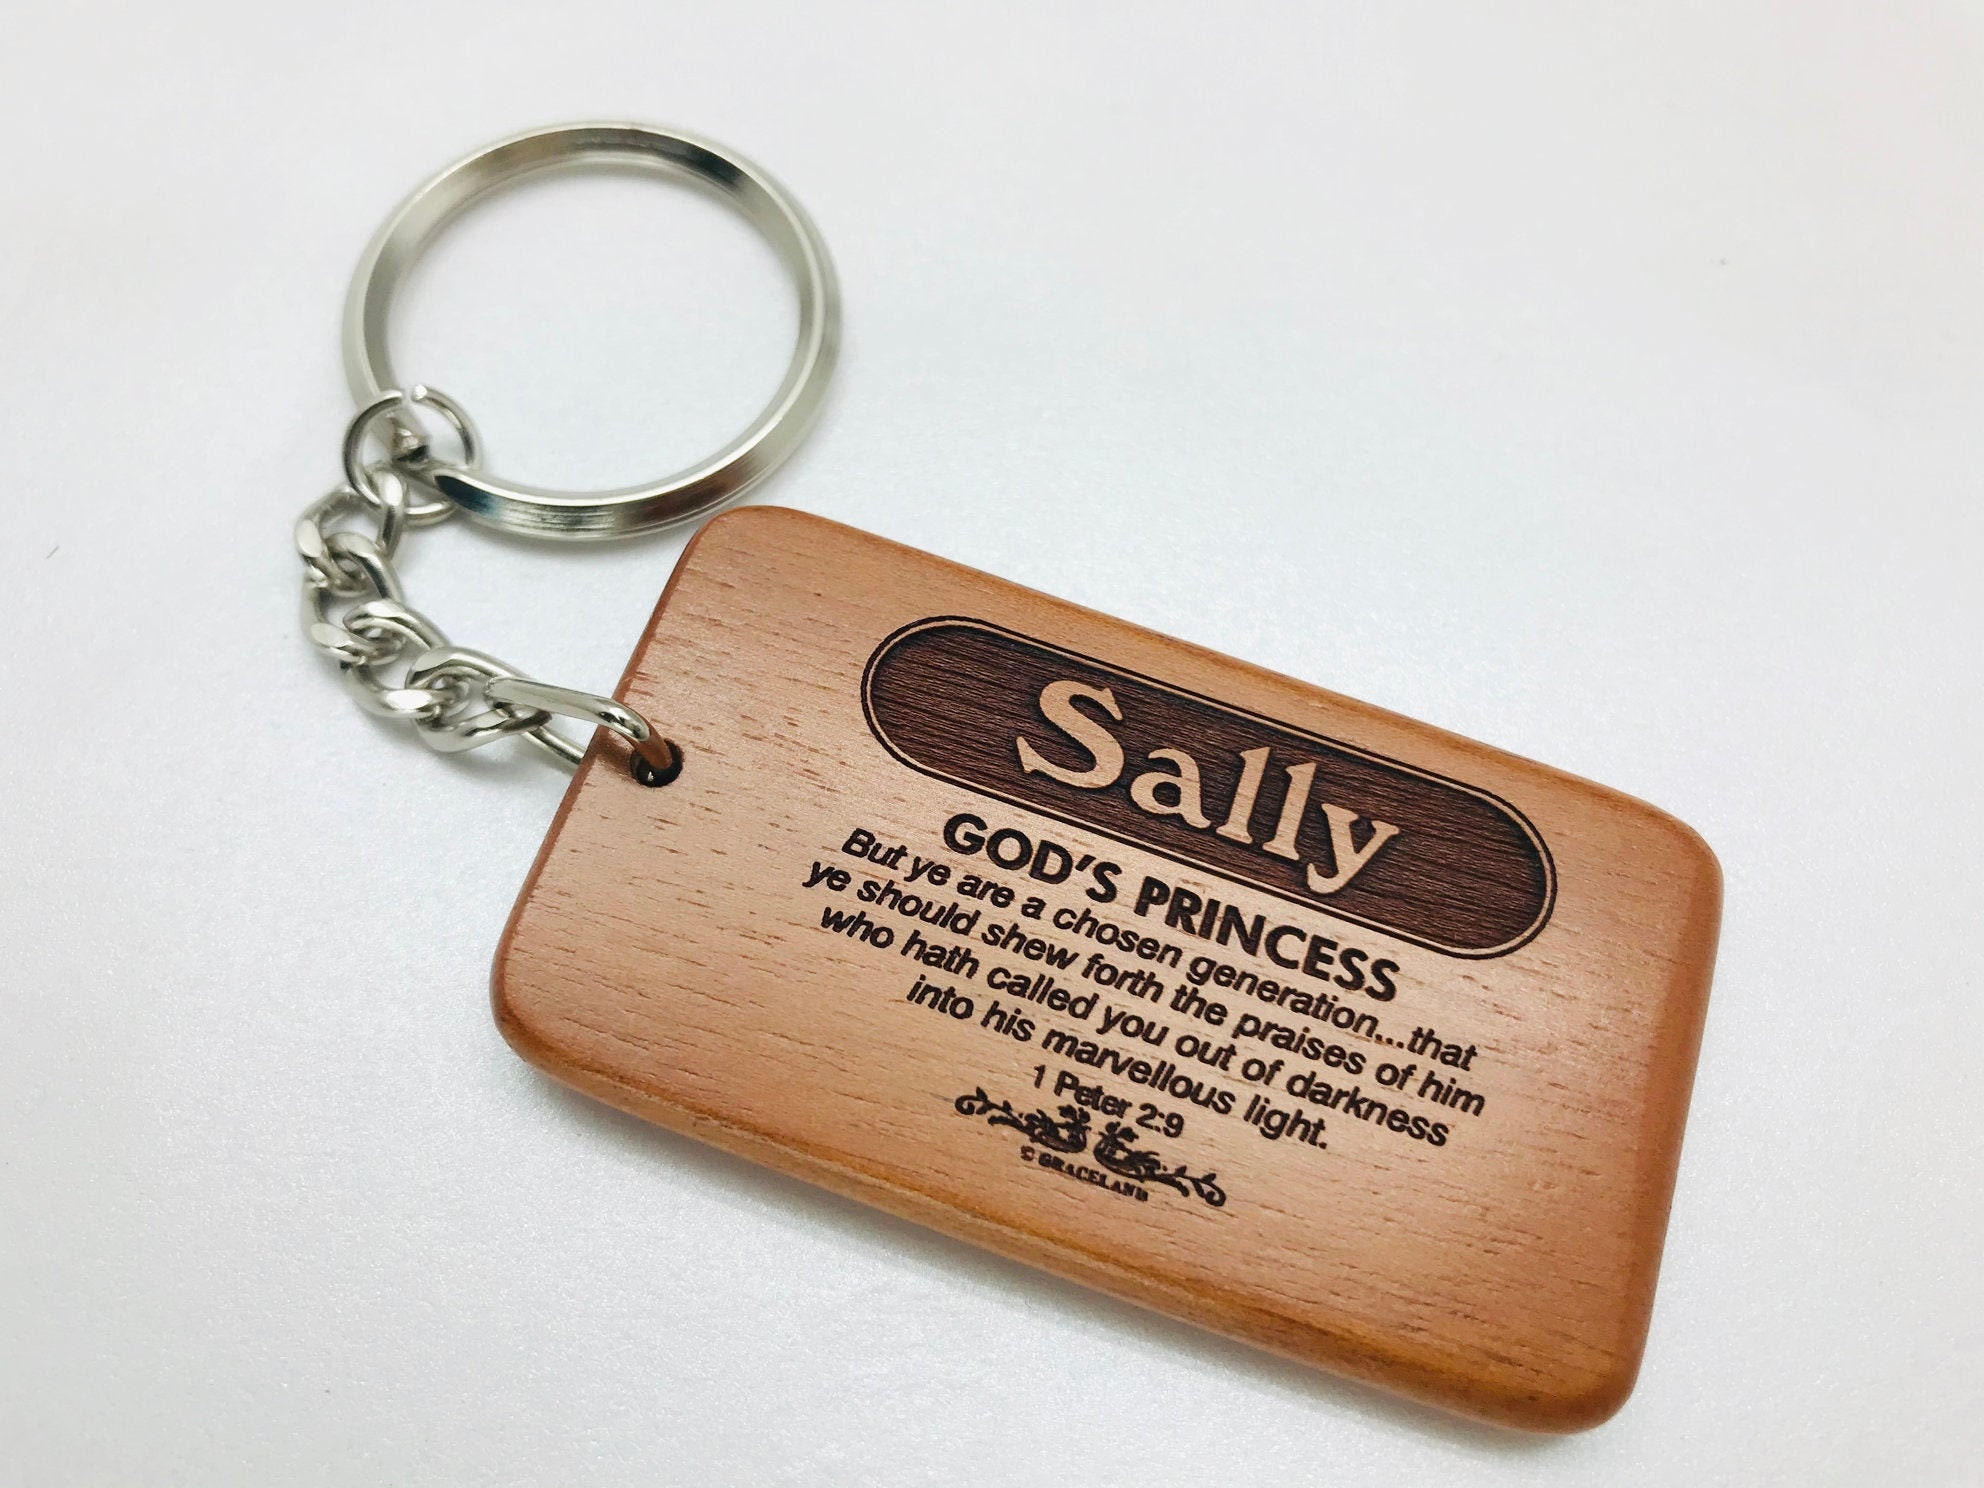 Sally
GOD'S PRINCESS
But ye are a chosen generation...that
ye should shew forth the praises of him
who hath called you out of darkness
into his marvellous light.
1 Peter 2:9
© GRACELAND